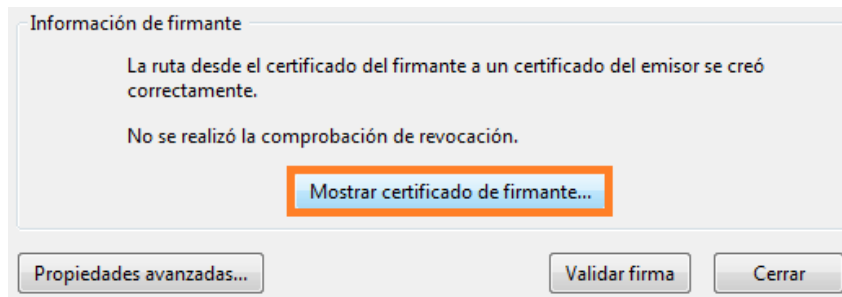 Información de firmante
La ruta desde el certificado del firmante a un certificado del emisor se creó
correctamente.
No se realizó la comprobación de revocación.
Mostrar certificado de firmante...
Propiedades avanzadas...
Validar firma
Cerrar